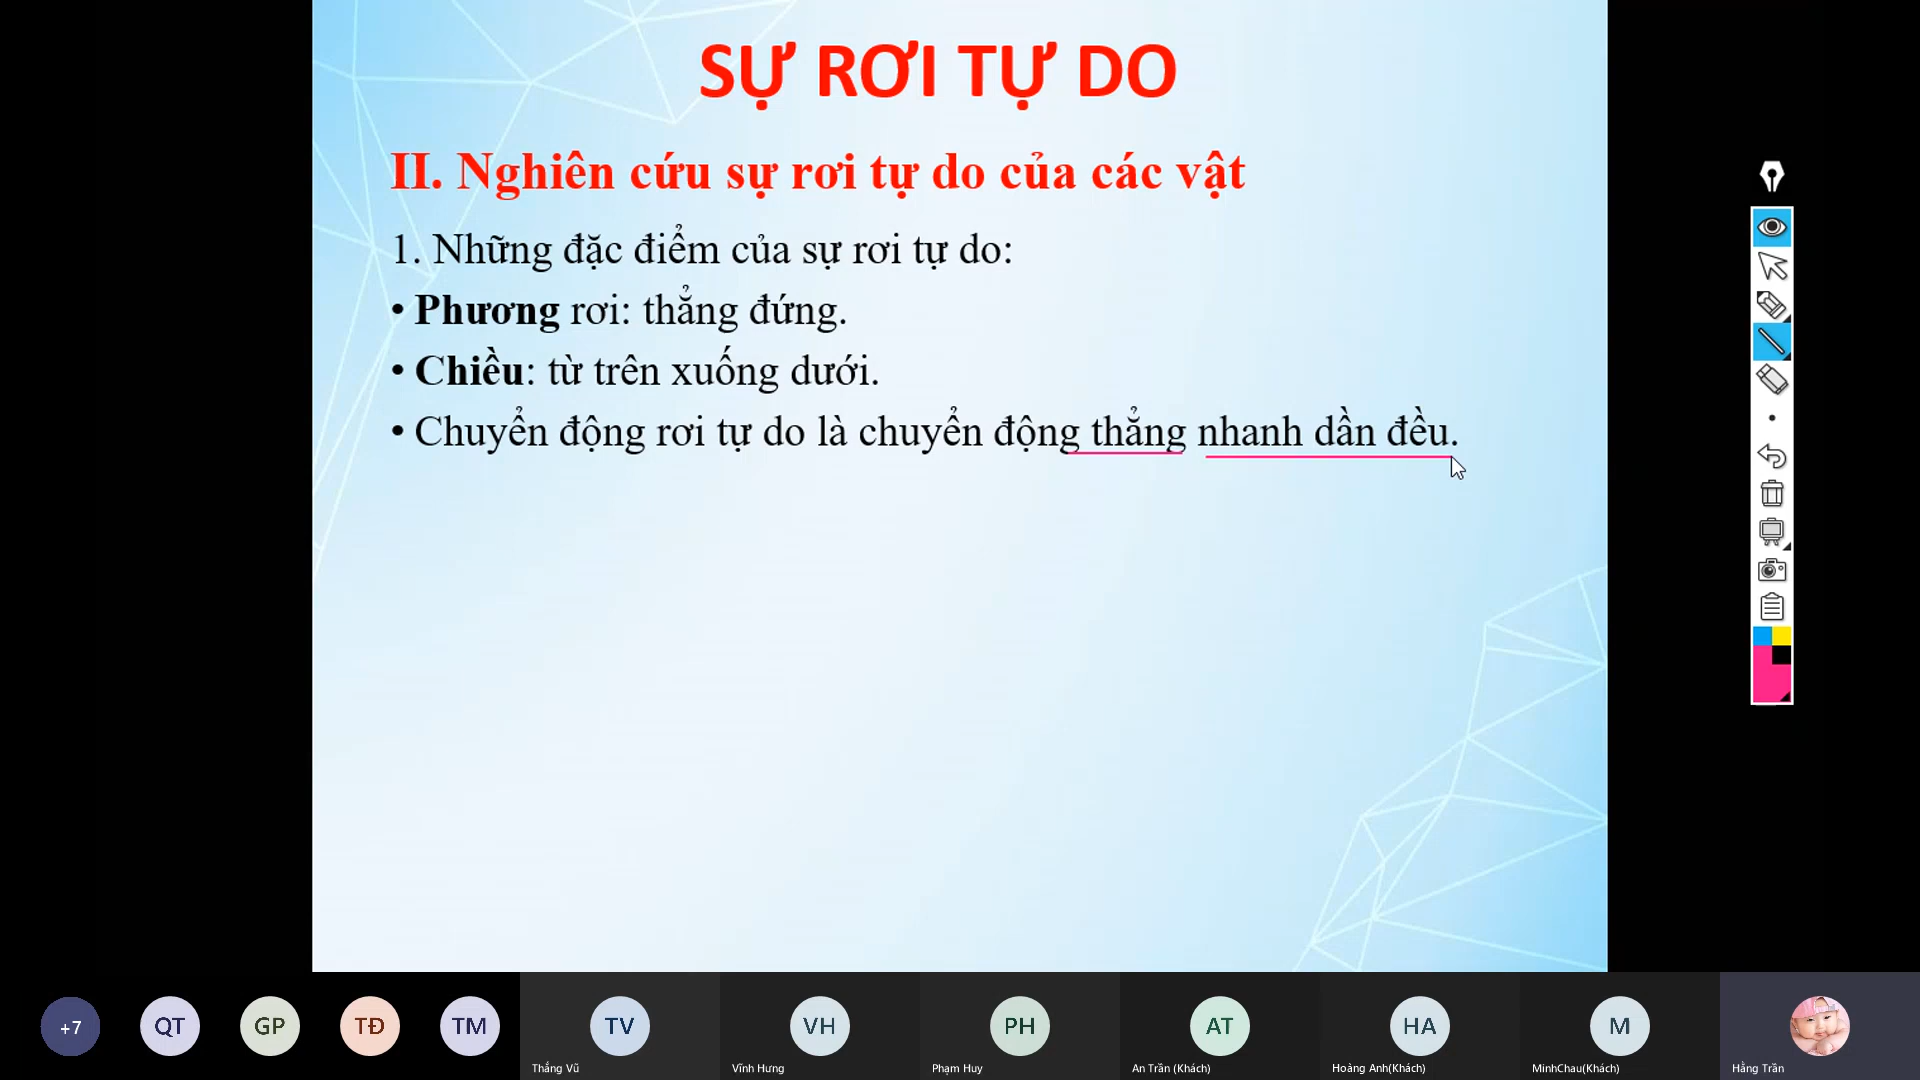 SỰ RƠI TỰ DO
II. Nghiên cứu sự rơi tự do của các vật
1. Những đặc điểm của sự rơi tự do:
• Phương rơi: thẳng đứng.
• Chiều: từ trên xuống dưới.
• Chuyển động rơi tự do là chuyển động thẳng nhanh dần đều.
+7
QT
GP
TĐ
TM
TV
VH
PH
AT
HA
M
Thắng Vũ
Vĩnh Hưng
Phạm Huy
An Trần (Khách)
Hoàng Anh(Khách)
MinhChau(Khách)
Hằng Trần